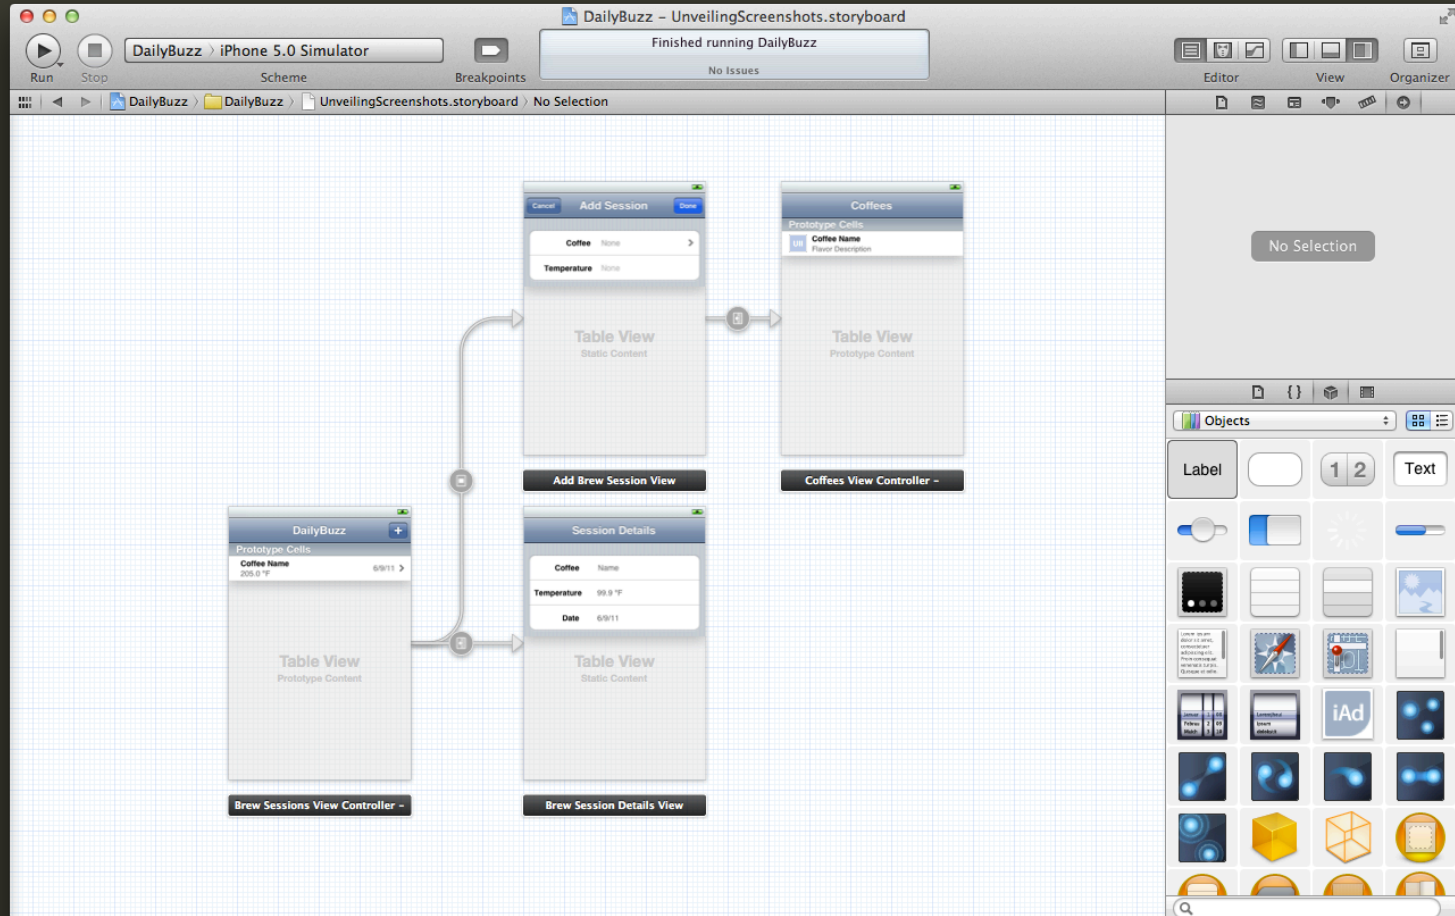 DailyBuzz – UnveilingScreenshots.storyboard
DailyBuzz 〉 iPhone 5.0 Simulator
Finished running DailyBuzz
No Issues
Run
Stop
Scheme
Breakpoints
Editor
View
Organizer
DailyBuzz 〉 DailyBuzz 〉 UnveilingScreenshots.storyboard 〉 No Selection
Cancel
Add Session
Done
Coffee None
Temperature None
Table View
Static Content
Add Brew Session View
Coffees
Prototype Cells
Coffee Name
Flavor Description
Table View
Prototype Content
Coffees View Controller –
DailyBuzz
+
Prototype Cells
Coffee Name
205.0 °F
6/9/11
Table View
Prototype Content
Brew Sessions View Controller –
Session Details
Coffee Name
Temperature 99.9 °F
Date 6/9/11
Table View
Static Content
Brew Session Details View
No Selection
{ }
Objects
Label
1 2
Text
Lorem ipsum
dolor sit amet,
iAd